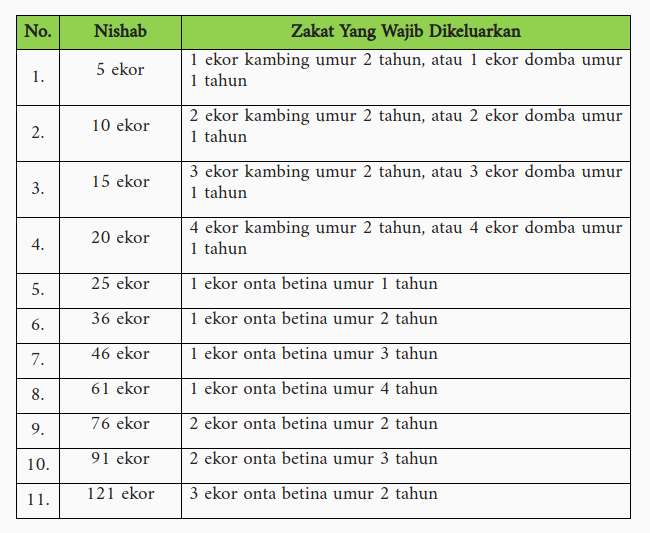 No. Nishab Zakat Yang Wajib Dikeluarkan
1. 5 ekor 1 ekor kambing umur 2 tahun, atau 1 ekor domba umur
1 tahun
2. 10 ekor 2 ekor kambing umur 2 tahun, atau 2 ekor domba umur
1 tahun
3. 15 ekor 3 ekor kambing umur 2 tahun, atau 3 ekor domba umur
1 tahun
4. 20 ekor 4 ekor kambing umur 2 tahun, atau 4 ekor domba umur
1 tahun
5. 25 ekor 1 ekor onta betina umur 1 tahun
6. 36 ekor 1 ekor onta betina umur 2 tahun
7. 46 ekor 1 ekor onta betina umur 3 tahun
8. 61 ekor 1 ekor onta betina umur 4 tahun
9. 76 ekor 2 ekor onta betina umur 2 tahun
10. 91 ekor 2 ekor onta betina umur 3 tahun
11. 121 ekor 3 ekor onta betina umur 2 tahun